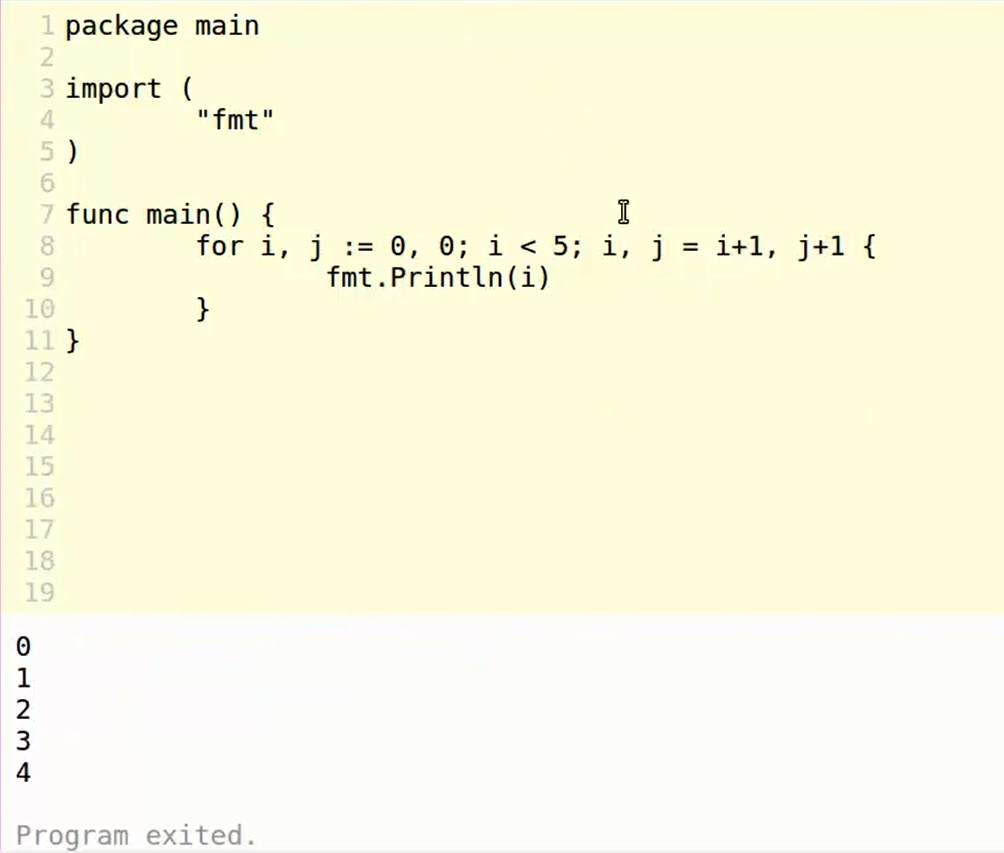 1 package main
2
3 import (
4         "fmt"
5 )
6
7 func main() {
8         for i, j := 0, 0; i < 5; i, j = i+1, j+1 {
9                 fmt.Println(i)
10         }
11 }
12
13
14
15
16
17
18
19
0
1
2
3
4
Program exited.